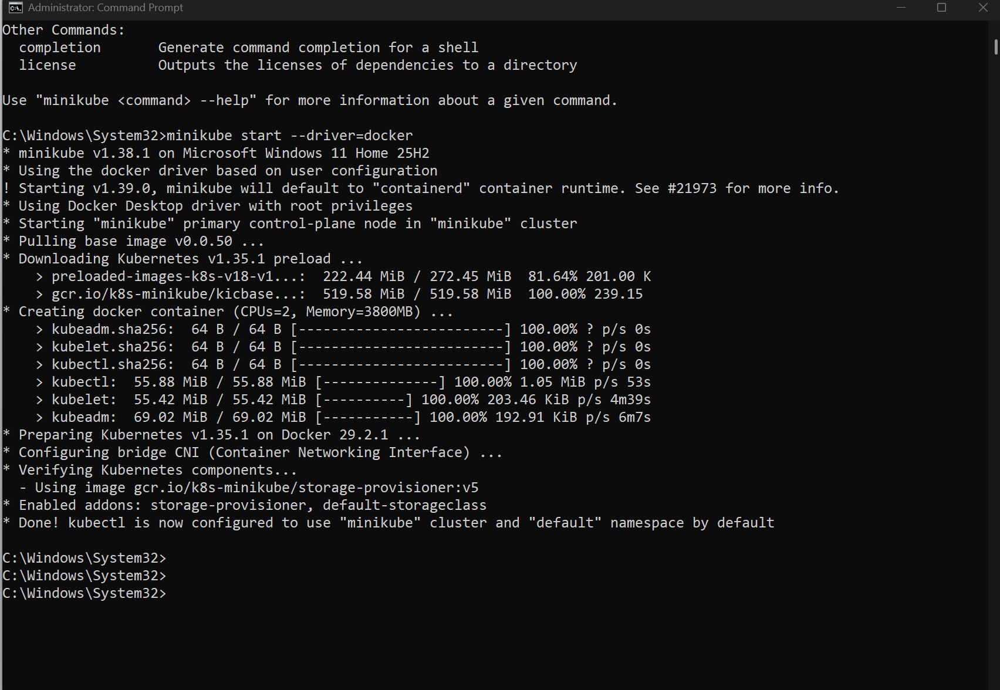 Administrator: Command Prompt
Other Commands:
  completion       Generate command completion for a shell
  license          Outputs the licenses of dependencies to a directory

Use "minikube <command> --help" for more information about a given command.

C:\Windows\System32>minikube start --driver=docker
* minikube v1.38.1 on Microsoft Windows 11 Home 25H2
* Using the docker driver based on user configuration
! Starting v1.39.0, minikube will default to "containerd" container runtime. See #21973 for more info.
* Using Docker Desktop driver with root privileges
* Starting "minikube" primary control-plane node in "minikube" cluster
* Pulling base image v0.0.50 ...
* Downloading Kubernetes v1.35.1 preload ...
    > preloaded-images-k8s-v18-v1...:  222.44 MiB / 272.45 MiB  81.64% 201.00 K
    > gcr.io/k8s-minikube/kicbase...:  519.58 MiB / 519.58 MiB  100.00% 239.15
* Creating docker container (CPUs=2, Memory=3800MB) ...
    > kubeadm.sha256:  64 B / 64 B [-------------------------] 100.00% ? p/s 0s
    > kubelet.sha256:  64 B / 64 B [-------------------------] 100.00% ? p/s 0s
    > kubectl.sha256:  64 B / 64 B [-------------------------] 100.00% ? p/s 0s
    > kubectl:  55.88 MiB / 55.88 MiB [--------------] 100.00% 1.05 MiB p/s 53s
    > kubelet:  55.42 MiB / 55.42 MiB [----------] 100.00% 203.46 KiB p/s 4m39s
    > kubeadm:  69.02 MiB / 69.02 MiB [-----------] 100.00% 192.91 KiB p/s 6m7s
* Preparing Kubernetes v1.35.1 on Docker 29.2.1 ...
* Configuring bridge CNI (Container Networking Interface) ...
* Verifying Kubernetes components...
  - Using image gcr.io/k8s-minikube/storage-provisioner:v5
* Enabled addons: storage-provisioner, default-storageclass
* Done! kubectl is now configured to use "minikube" cluster and "default" namespace by default

C:\Windows\System32>
C:\Windows\System32>
C:\Windows\System32>